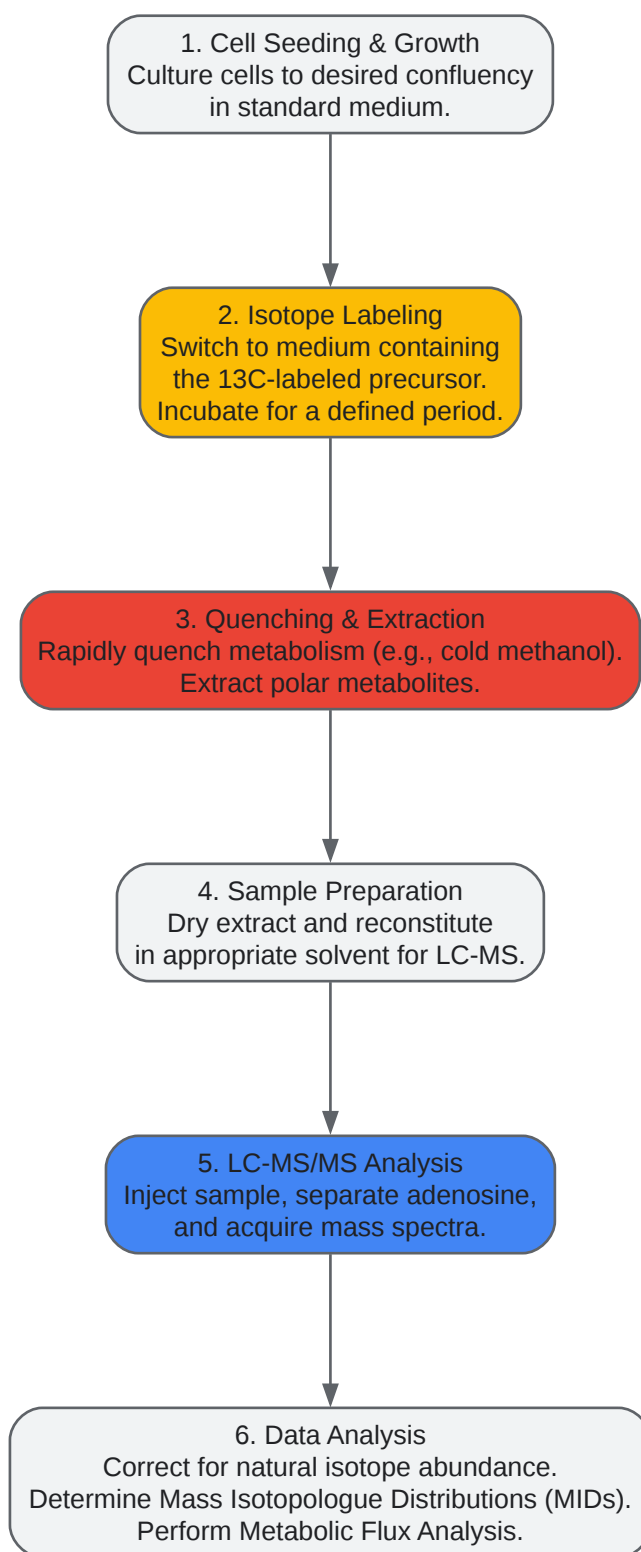 1. Cell Seeding & Growth
Culture cells to desired confluency
in standard medium.
2. Isotope Labeling
Switch to medium containing
the 13C-labeled precursor.
Incubate for a defined period.
3. Quenching & Extraction
Rapidly quench metabolism (e.g., cold methanol).
Extract polar metabolites.
4. Sample Preparation
Dry extract and reconstitute
in appropriate solvent for LC-MS.
5. LC-MS/MS Analysis
Inject sample, separate adenosine,
and acquire mass spectra.
6. Data Analysis
Correct for natural isotope abundance.
Determine Mass Isotopologue Distributions (MIDs).
Perform Metabolic Flux Analysis.